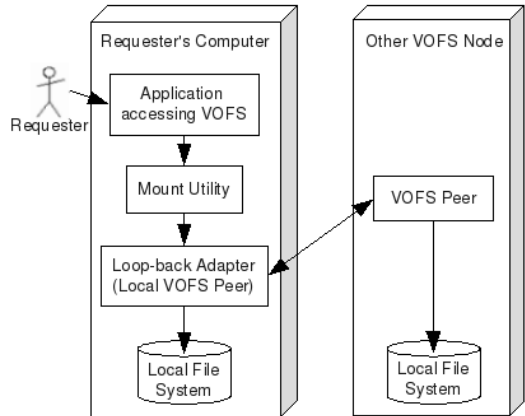 Requester's Computer
Other VOFS Node
Requester
Application
accessing VOFS
Mount Utility
VOFS Peer
Loop-back Adapter
(Local VOFS Peer)
Local File
System
Local File
System